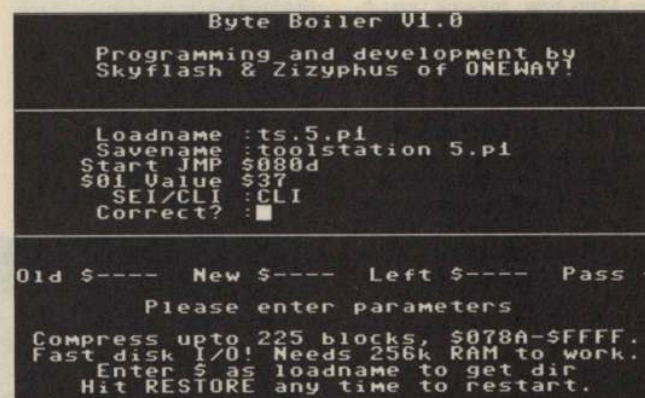 Byte Boiler V1.0
Programming and development by
Skyflash & Zizyphus of ONEWAY!
Loadname :ts.5.p1
Savename :toolstation 5.p1
Start JMP $080d
$01 Value $37
SEI/CLI :CLI
Correct? :
Old $---- New $---- Left $---- Pass -
Please enter parameters
Compress upto 225 blocks, $078A-$FFFF.
Fast disk I/O! Needs 256k RAM to work.
Enter $ as loadname to get dir
Hit RESTORE any time to restart.